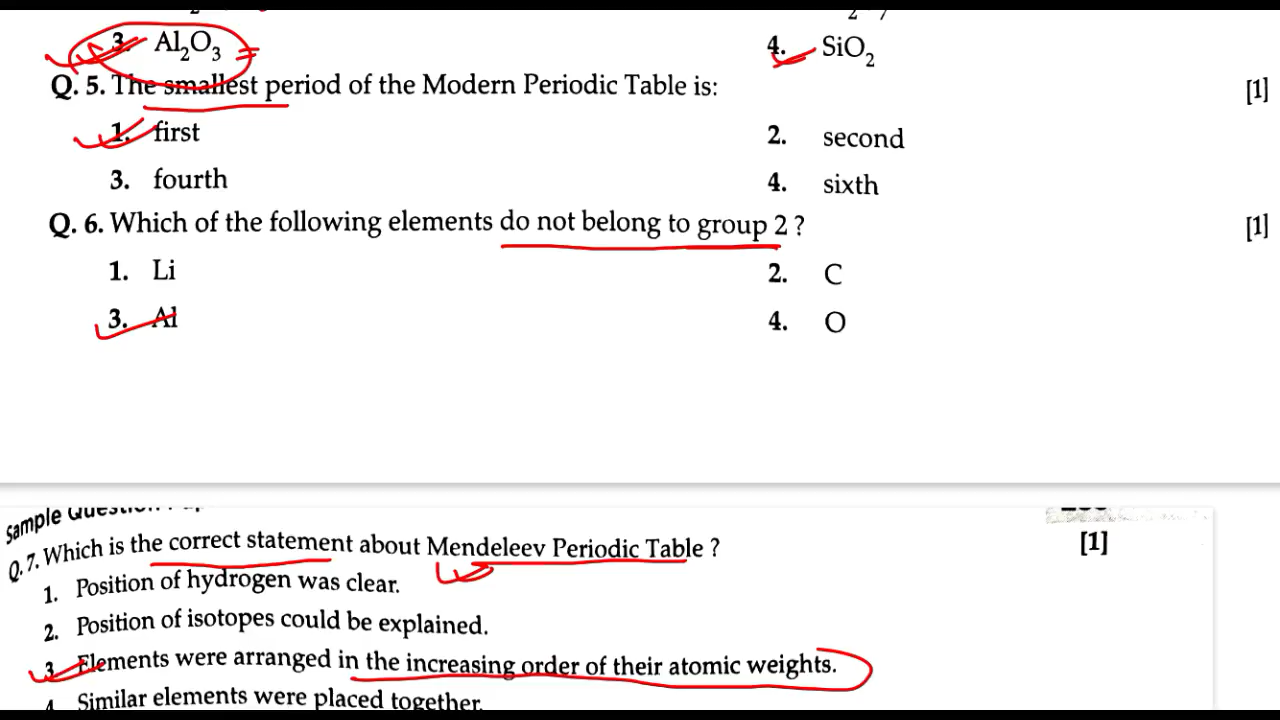 3. Al2O3
4. SiO2
Q. 5. The smallest period of the Modern Periodic Table is: [1]
1. first
2. second
3. fourth
4. sixth
Q. 6. Which of the following elements do not belong to group 2 ? [1]
1. Li
2. C
3. Al
4. O
Sample
Q. 7. Which is the correct statement about Mendeleev Periodic Table ? [1]
1. Position of hydrogen was clear.
2. Position of isotopes could be explained.
3. Elements were arranged in the increasing order of their atomic weights.
4. Similar elements were placed together.